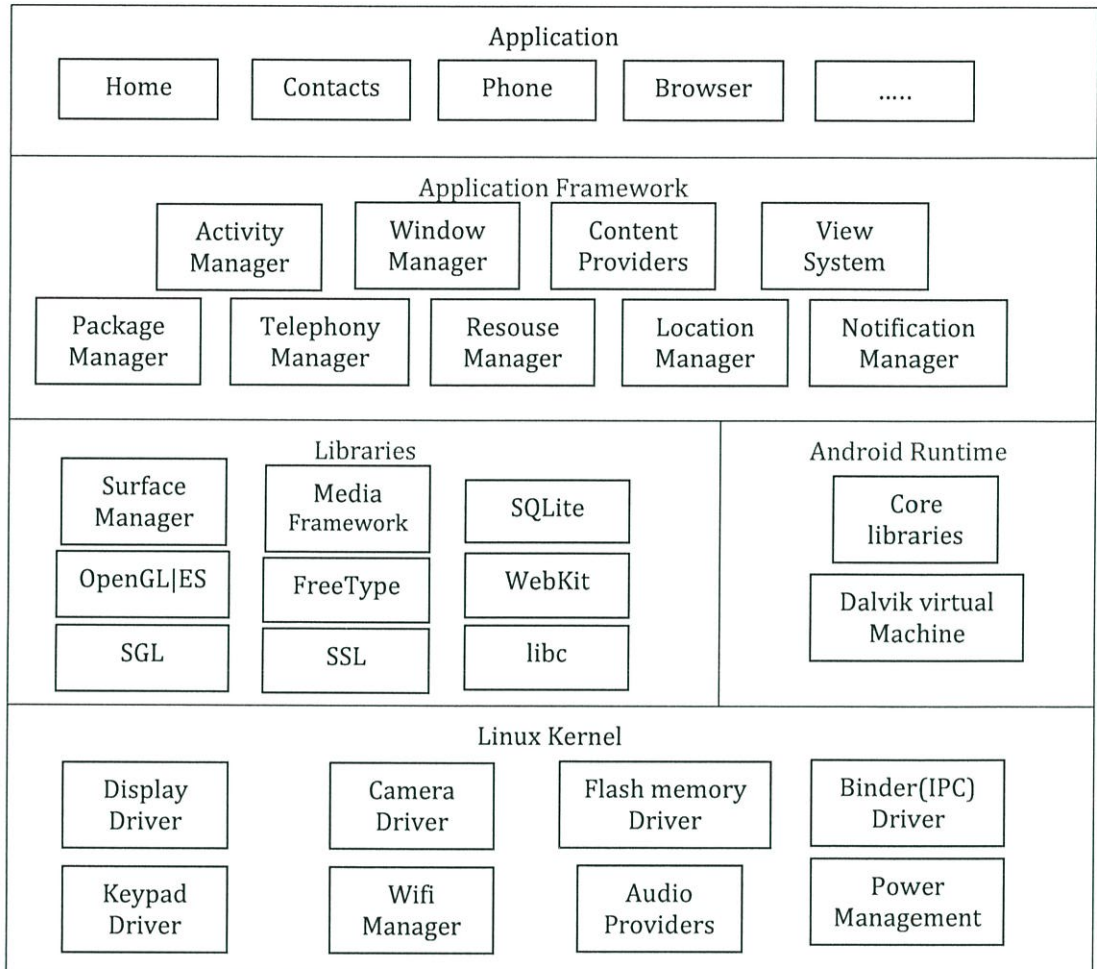 Application
Home
Contacts
Phone
Browser
.....
Application Framework
Activity
Manager
Window
Manager
Content
Providers
View
System
Package
Manager
Telephony
Manager
Resouse
Manager
Location
Manager
Notification
Manager
Libraries
Surface
Manager
Media
Framework
SQLite
OpenGL|ES
FreeType
WebKit
SGL
SSL
libc
Android Runtime
Core
libraries
Dalvik virtual
Machine
Linux Kernel
Display
Driver
Camera
Driver
Flash memory
Driver
Binder(IPC)
Driver
Keypad
Driver
Wifi
Manager
Audio
Providers
Power
Management